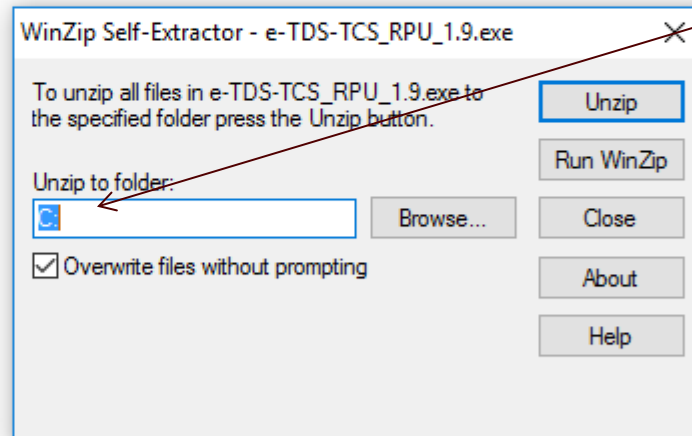 WinZip Self-Extractor - e-TDS-TCS_RPU_1.9.exe
To unzip all files in e-TDS-TCS_RPU_1.9.exe to
the specified folder press the Unzip button.
Unzip
Run WinZip
Unzip to folder:
C:
Browse...
Close
Overwrite files without prompting
About
Help